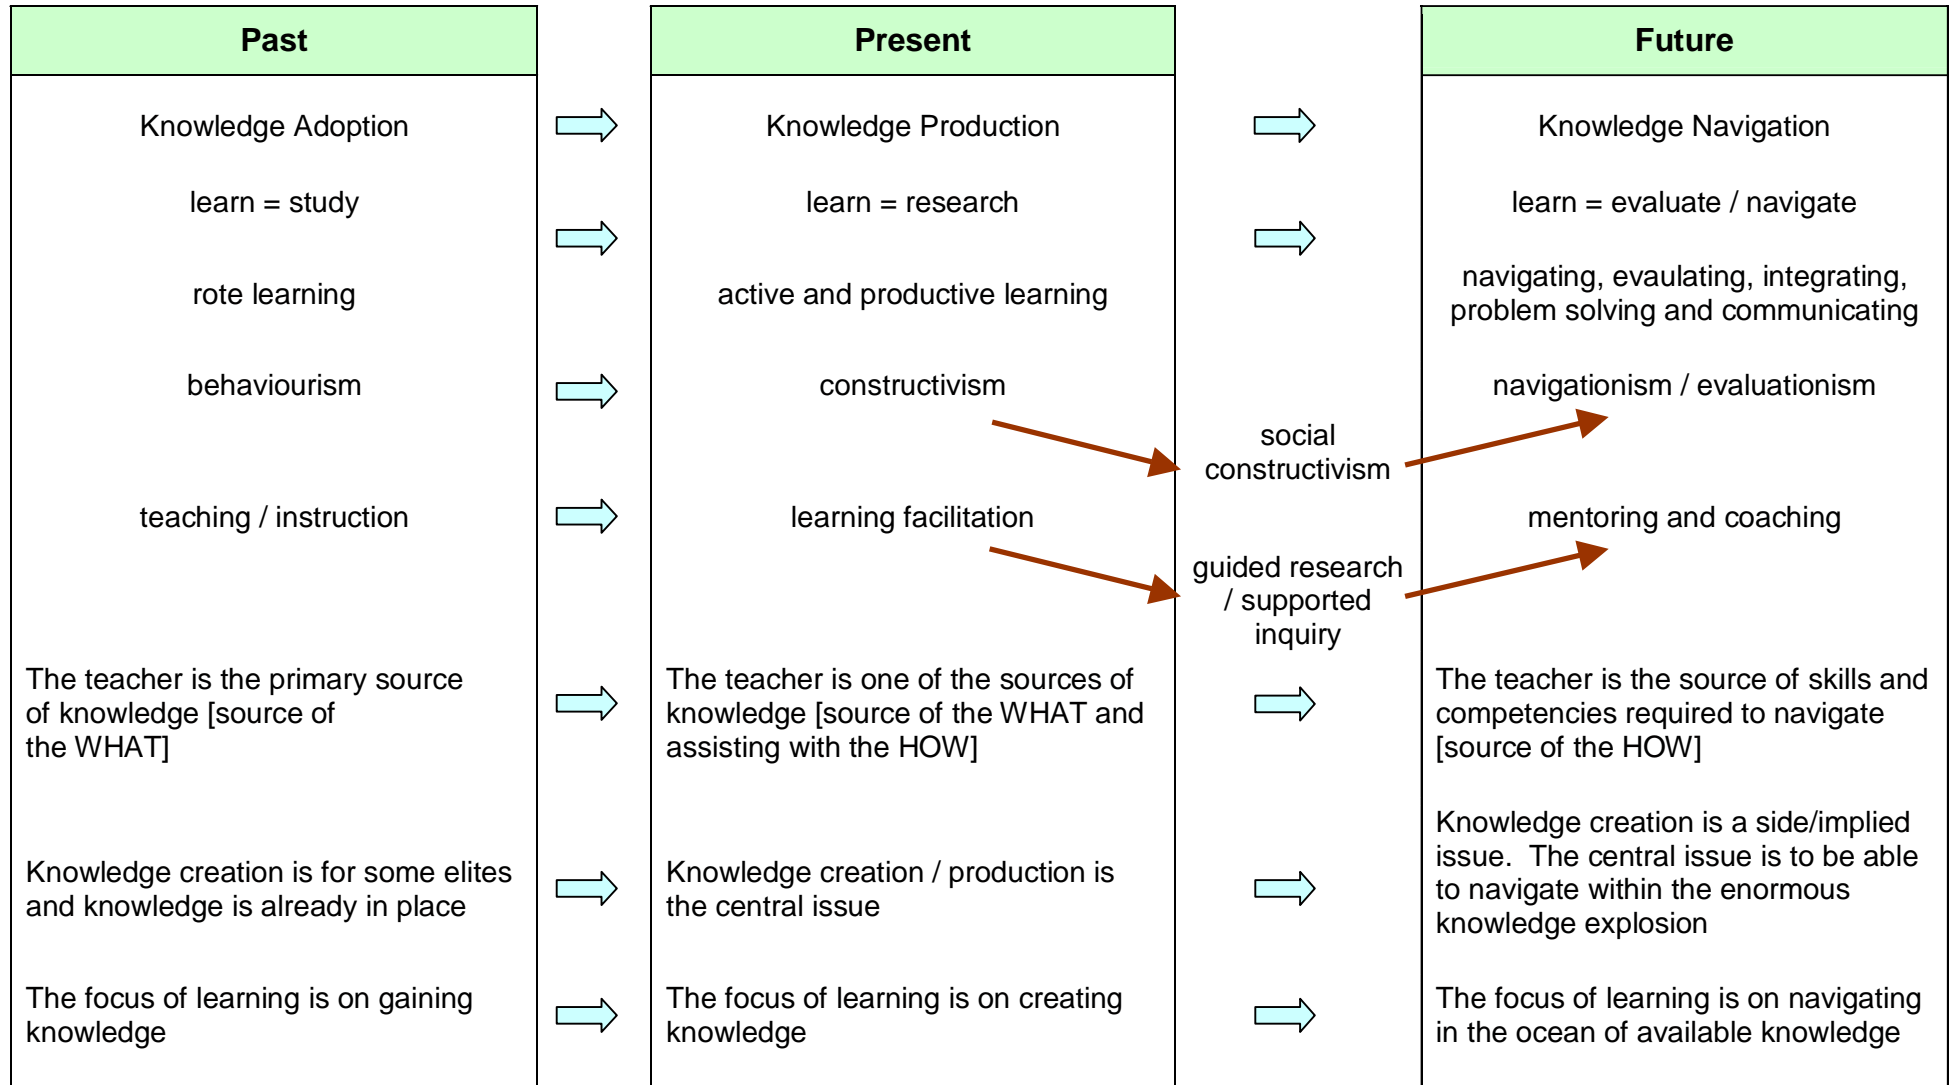 Past
Present
Future
Knowledge Adoption
Knowledge Production
Knowledge Navigation
learn = study
learn = research
learn = evaluate / navigate
rote learning
active and productive learning
navigating, evaulating, integrating,
problem solving and communicating
behaviourism
constructivism
navigationism / evaluationism
social
constructivism
teaching / instruction
learning facilitation
mentoring and coaching
guided research
/ supported
inquiry
The teacher is the primary source
of knowledge [source of
the WHAT]
The teacher is one of the sources of
knowledge [source of the WHAT and
assisting with the HOW]
The teacher is the source of skills and
competencies required to navigate
[source of the HOW]
Knowledge creation is for some elites
and knowledge is already in place
Knowledge creation / production is
the central issue
Knowledge creation is a side/implied
issue.  The central issue is to be able
to navigate within the enormous
knowledge explosion
The focus of learning is on gaining
knowledge
The focus of learning is on creating
knowledge
The focus of learning is on navigating
in the ocean of available knowledge